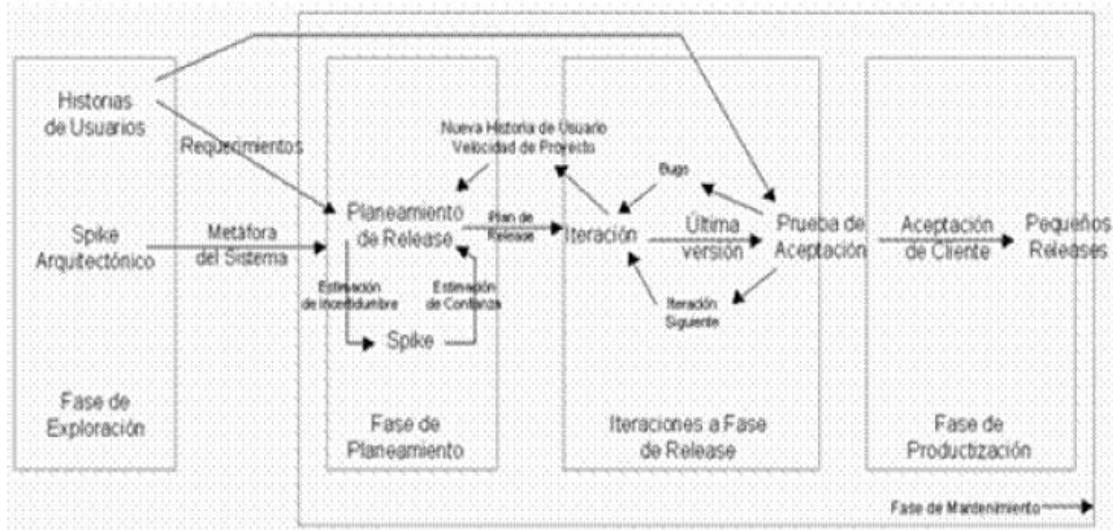 Historias
de Usuarios
Requerimientos
Spike
Arquitectónico
Metáfora
del Sistema
Fase de
Exploración
Nueva Historia de Usuario
Velocidad de Proyecto
Planeamiento
de Release
Plan de
Release
Estimación
de Incertidumbre
Estimación
de Confianza
Spike
Fase de
Planeamiento
Bugs
Iteración
Última
versión
Prueba de
Aceptación
Iteración
Siguiente
Iteraciones a Fase
de Release
Aceptación
de Cliente
Pequeños
Releases
Fase de
Productización
Fase de Mantenimiento